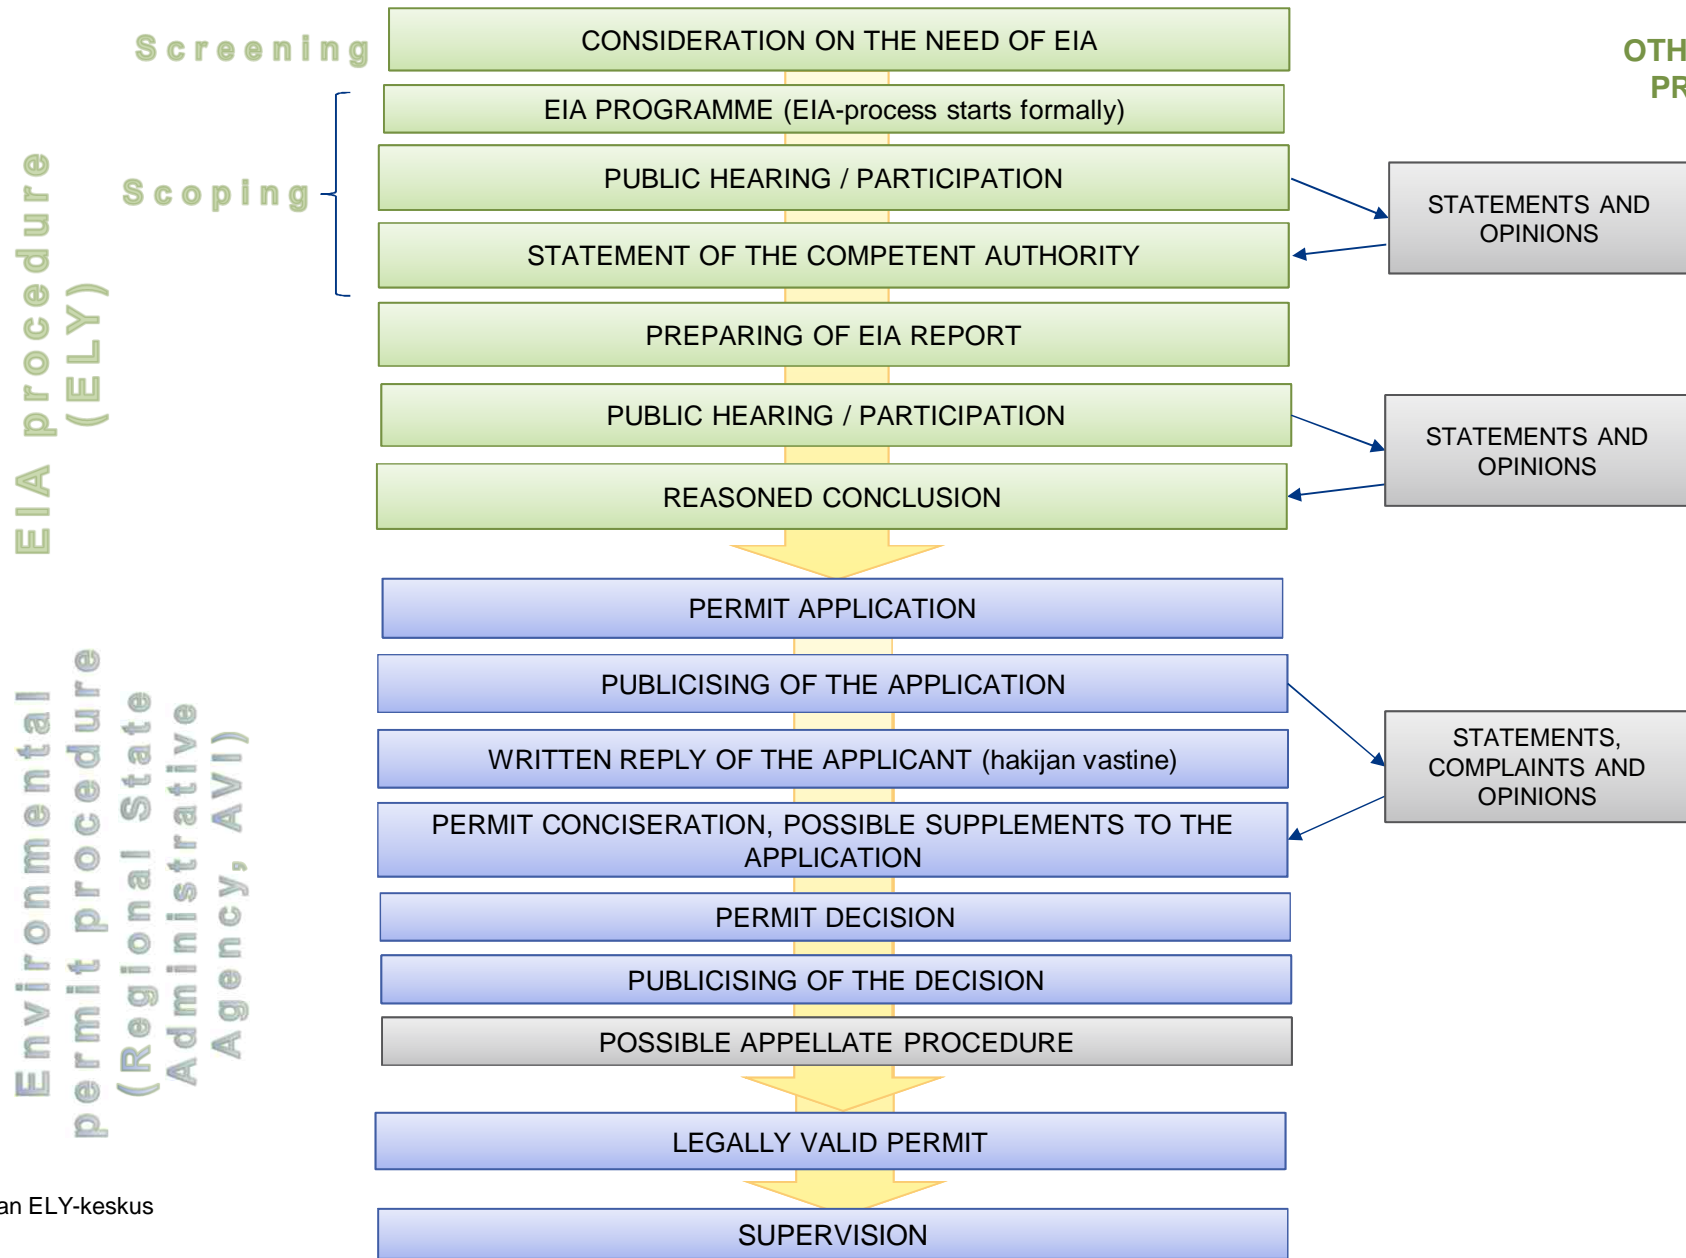 Screening
CONSIDERATION ON THE NEED OF EIA
EIA PROGRAMME (EIA-process starts formally)
Scoping
PUBLIC HEARING / PARTICIPATION
STATEMENT OF THE COMPETENT AUTHORITY
STATEMENTS AND
OPINIONS
PREPARING OF EIA REPORT
PUBLIC HEARING / PARTICIPATION
REASONED CONCLUSION
STATEMENTS AND
OPINIONS
EIA procedure
(ELY)
PERMIT APPLICATION
PUBLICISING OF THE APPLICATION
WRITTEN REPLY OF THE APPLICANT (hakijan vastine)
PERMIT CONCISERATION, POSSIBLE SUPPLEMENTS TO THE
APPLICATION
STATEMENTS,
COMPLAINTS AND
OPINIONS
PERMIT DECISION
PUBLICISING OF THE DECISION
POSSIBLE APPELLATE PROCEDURE
LEGALLY VALID PERMIT
SUPERVISION
Environmental
permit procedure
(Regional State
Administrative
Agency, AVI)
ELY-keskus